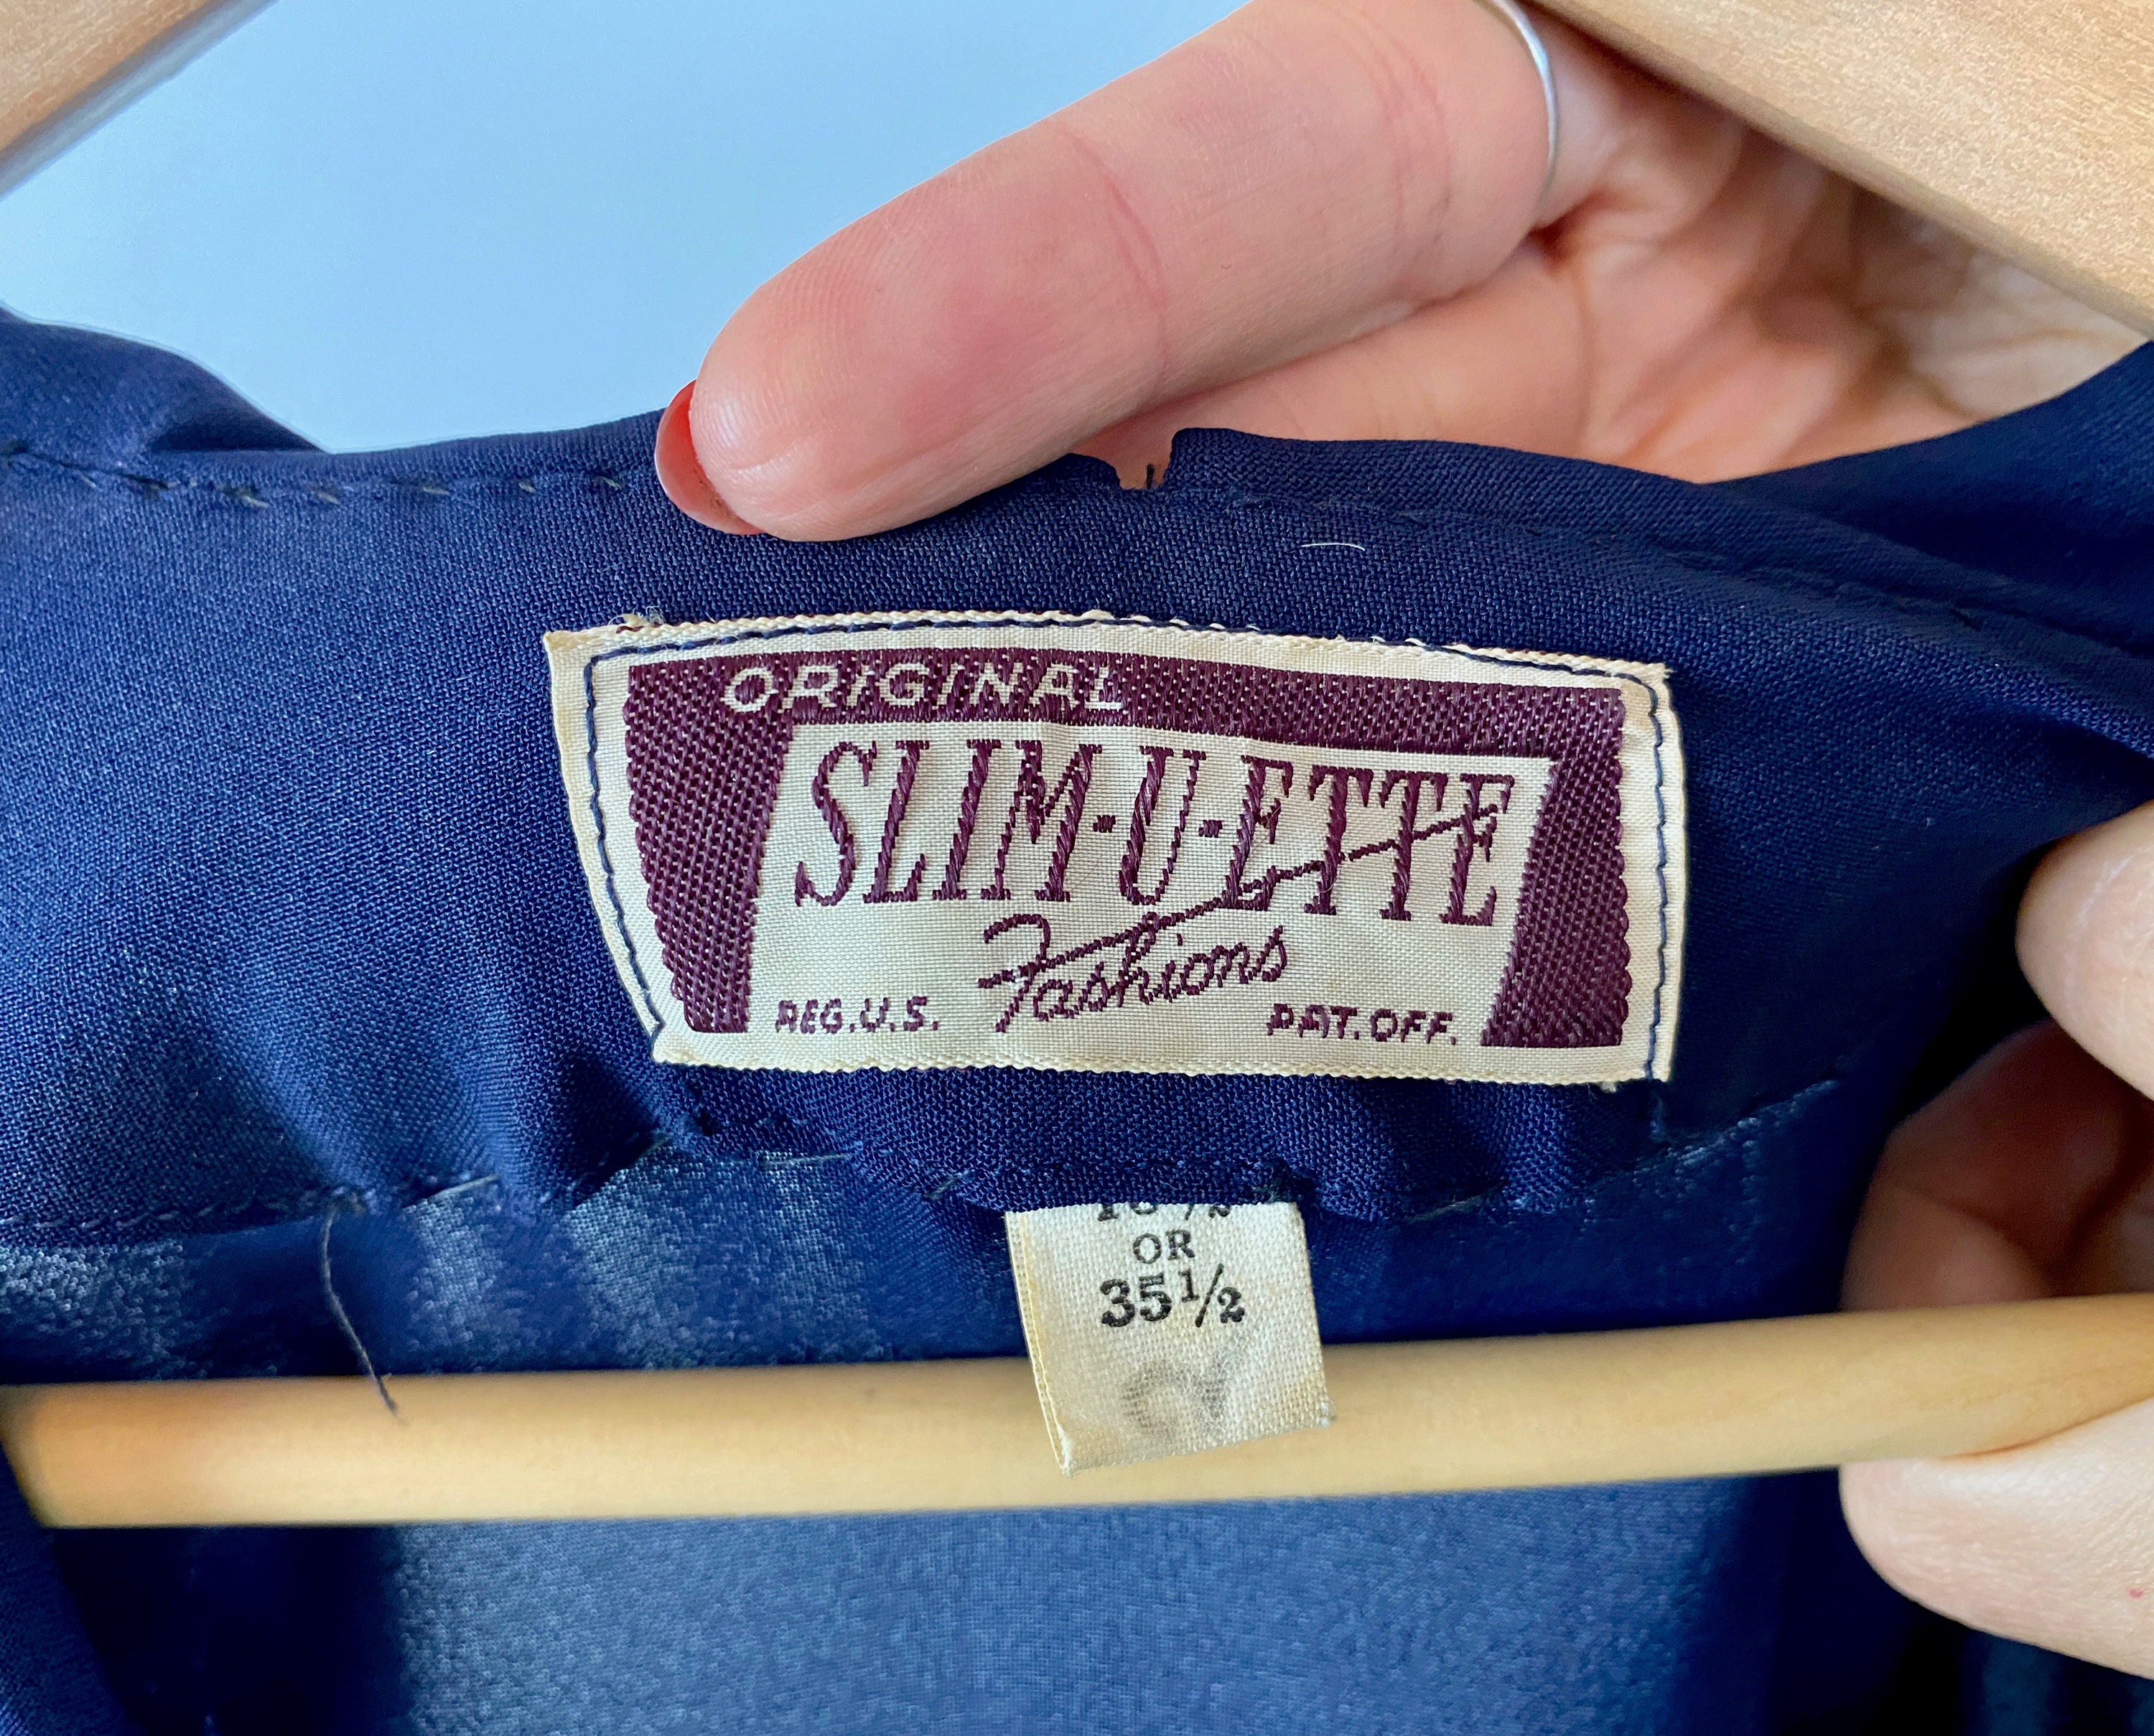 ORIGINAL
SLIM·U·ETTE
Fashions
REG.U.S. PAT.OFF.
OR
35½